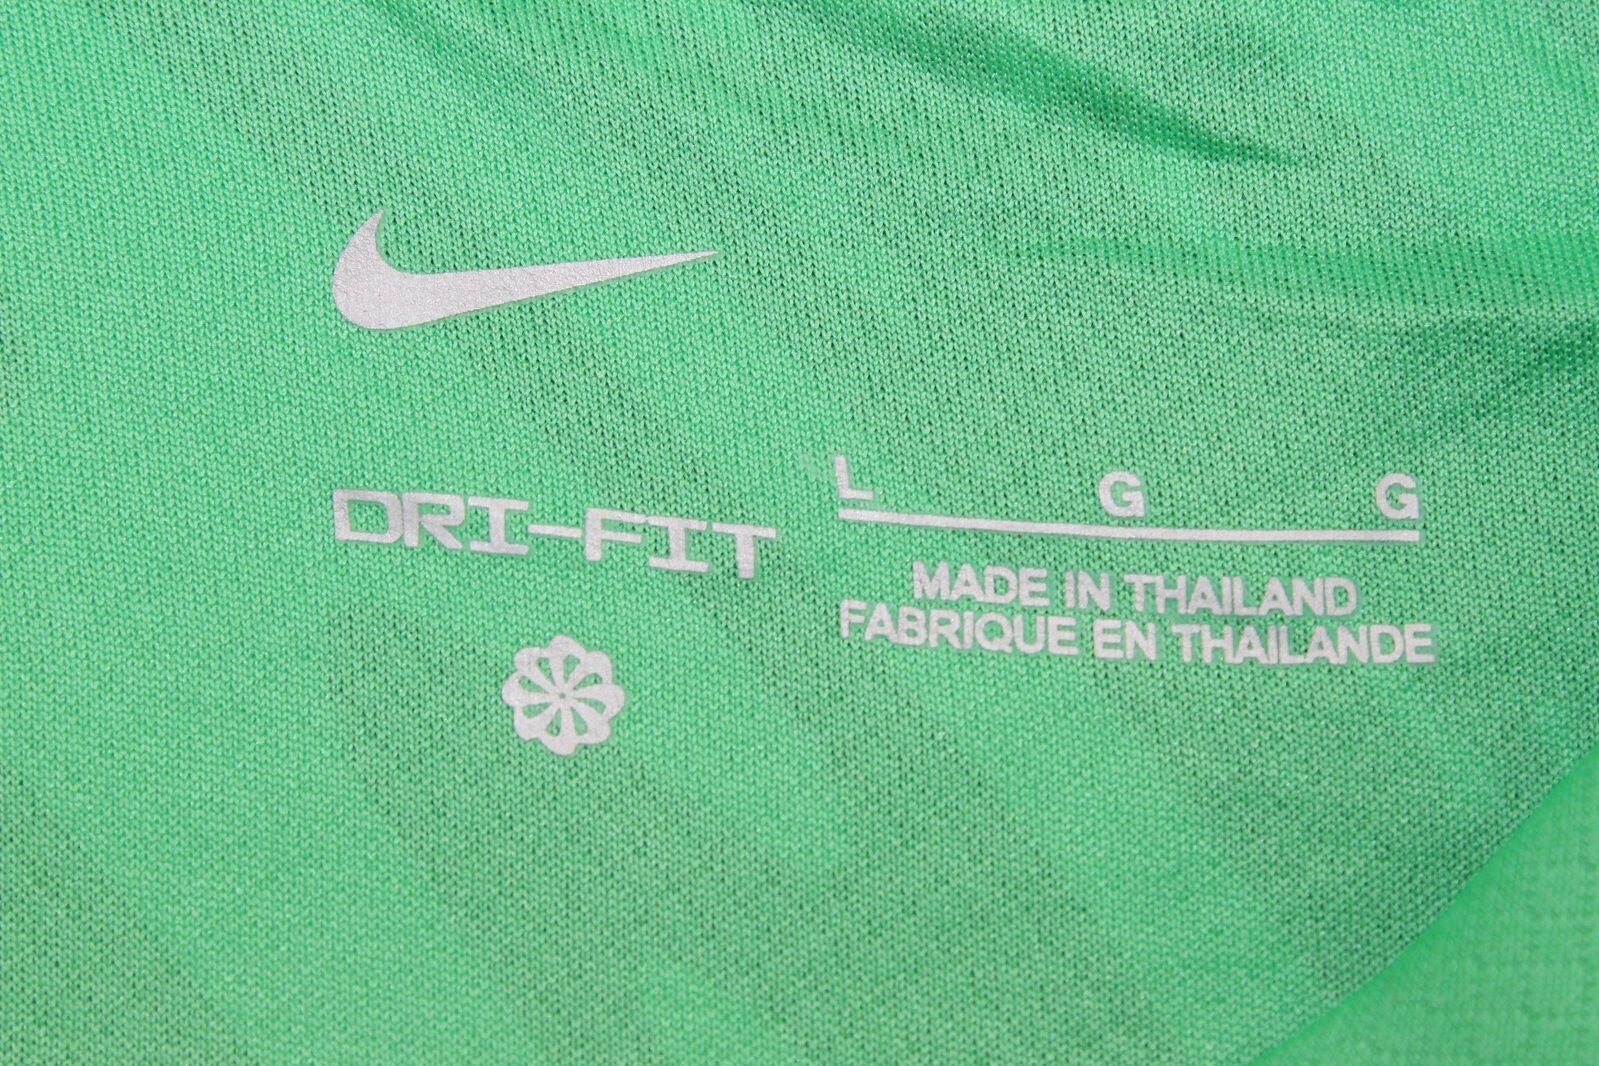 DRI-FIT
L G G
MADE IN THAILAND
FABRIQUE EN THAILANDE